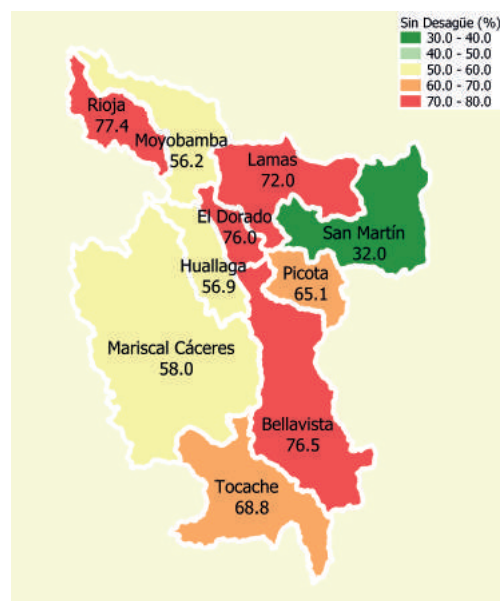 Sin Desagüe (%)
30.0 - 40.0
40.0 - 50.0
50.0 - 60.0
60.0 - 70.0
70.0 - 80.0
Rioja
77.4
Moyobamba
56.2
Lamas
72.0
El Dorado
76.0
San Martín
32.0
Huallaga
56.9
Picota
65.1
Mariscal Cáceres
58.0
Bellavista
76.5
Tocache
68.8